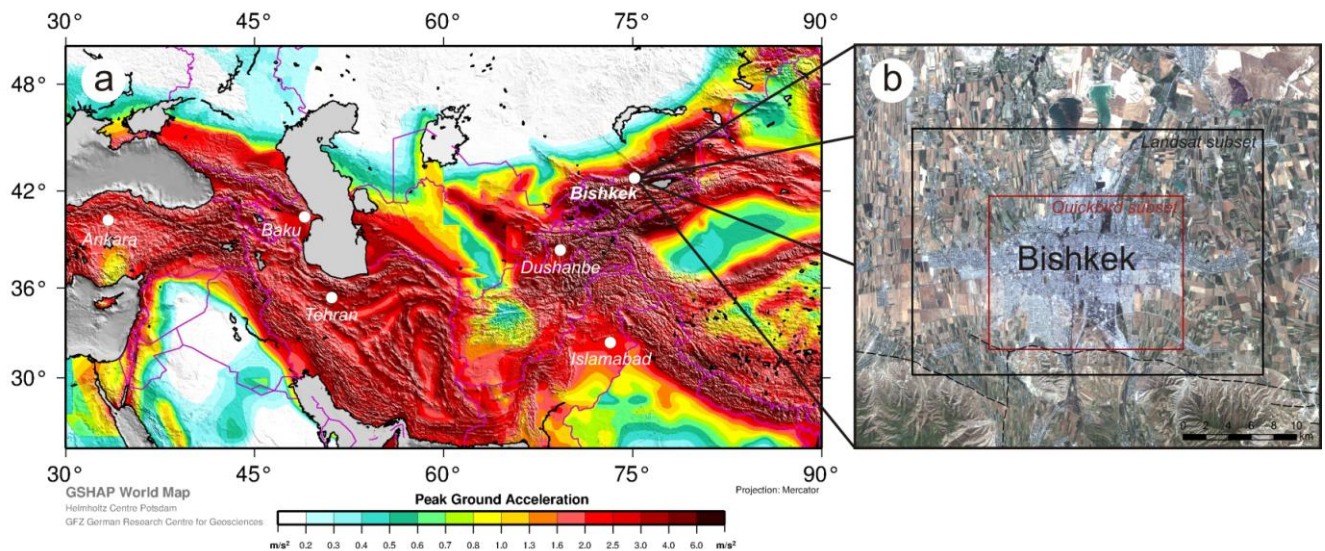 30° 45° 60° 75° 90°
a
b
48°
42°
36°
30°
Ankara
Baku
Tehran
Bishkek
Dushanbe
Islamabad
Landsat subset
Quickbird subset
Bishkek
0 2 4 6 8 10
km
30° 45° 60° 75° 90°
GSHAP World Map
Helmholtz Centre Potsdam
GFZ German Research Centre for Geosciences
Peak Ground Acceleration
Projection: Mercator
m/s² 0.2 0.3 0.4 0.5 0.6 0.7 0.8 1.0 1.3 1.6 2.0 2.5 3.0 4.0 6.0 m/s²